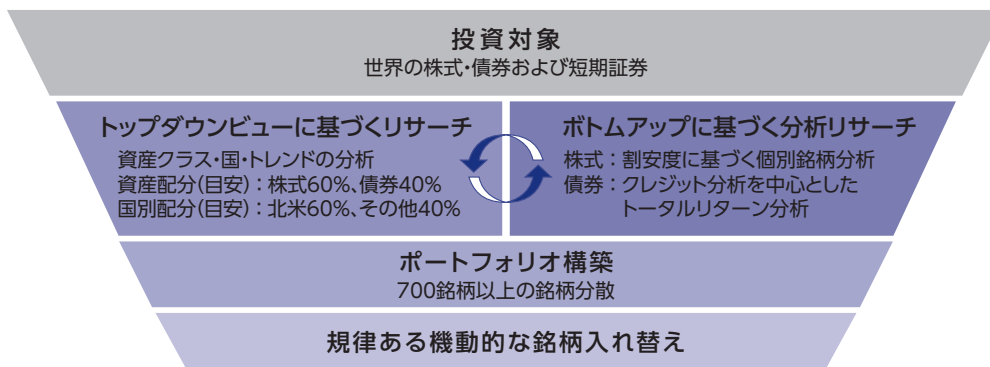 投資対象
世界の株式・債券および短期証券
トップダウンビューに基づくリサーチ
資産クラス・国・トレンドの分析
資産配分(目安)：株式60%、債券40%
国別配分(目安)：北米60%、その他40%
ボトムアップに基づく分析リサーチ
株式：割安度に基づく個別銘柄分析
債券：クレジット分析を中心とした
トータルリターン分析
ポートフォリオ構築
700銘柄以上の銘柄分散
規律ある機動的な銘柄入れ替え